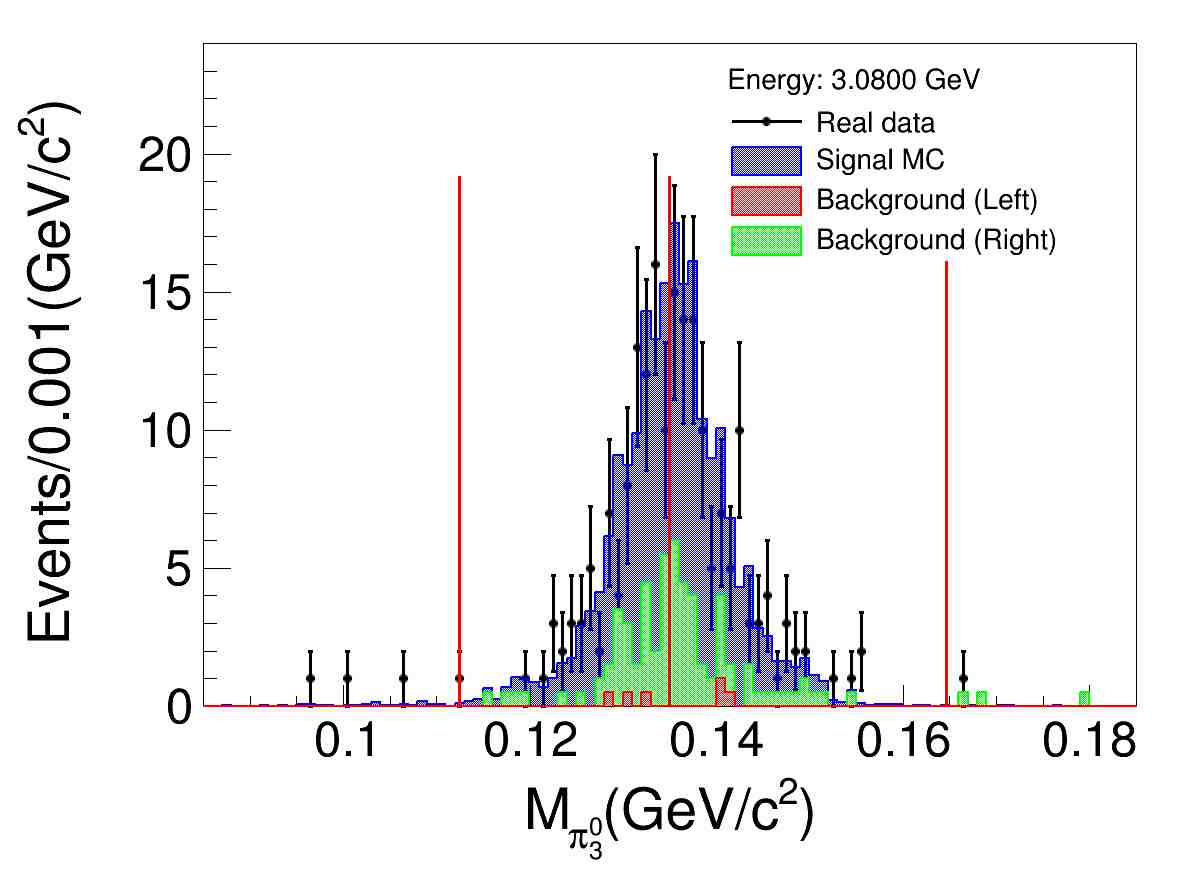 Energy: 3.0800 GeV
Real data
Signal MC
Background (Left)
Background (Right)
Events/0.001(GeV/c²)
20
15
10
5
0
0.1 0.12 0.14 0.16 0.18
M_{π⁰₃}(GeV/c²)